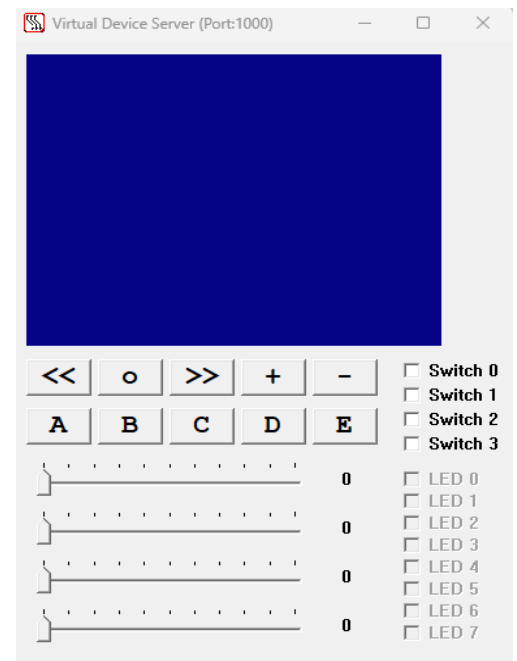 Virtual Device Server (Port:1000)
<< o >> + -
A B C D E
Switch 0
Switch 1
Switch 2
Switch 3
0
0
0
0
LED 0
LED 1
LED 2
LED 3
LED 4
LED 5
LED 6
LED 7